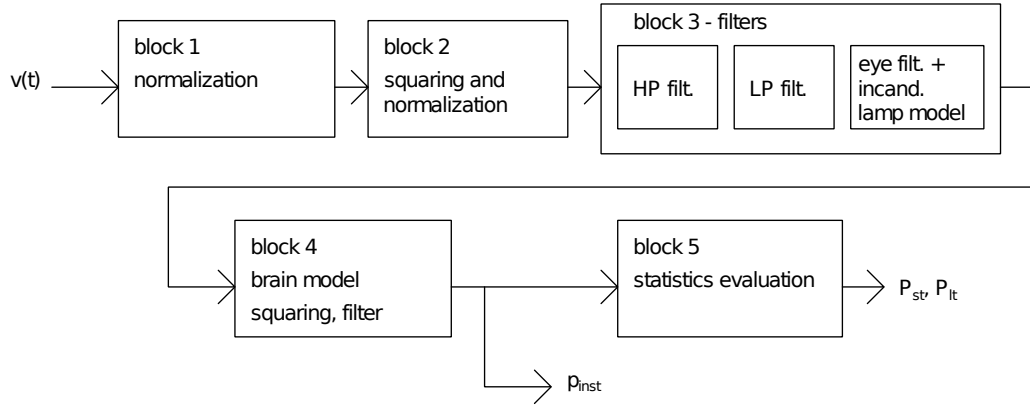 v(t)
block 1
normalization
block 2
squaring and
normalization
block 3 - filters
HP filt.
LP filt.
eye filt. +
incand.
lamp model
block 4
brain model
squaring, filter
block 5
statistics evaluation
Pst, Plt
pinst